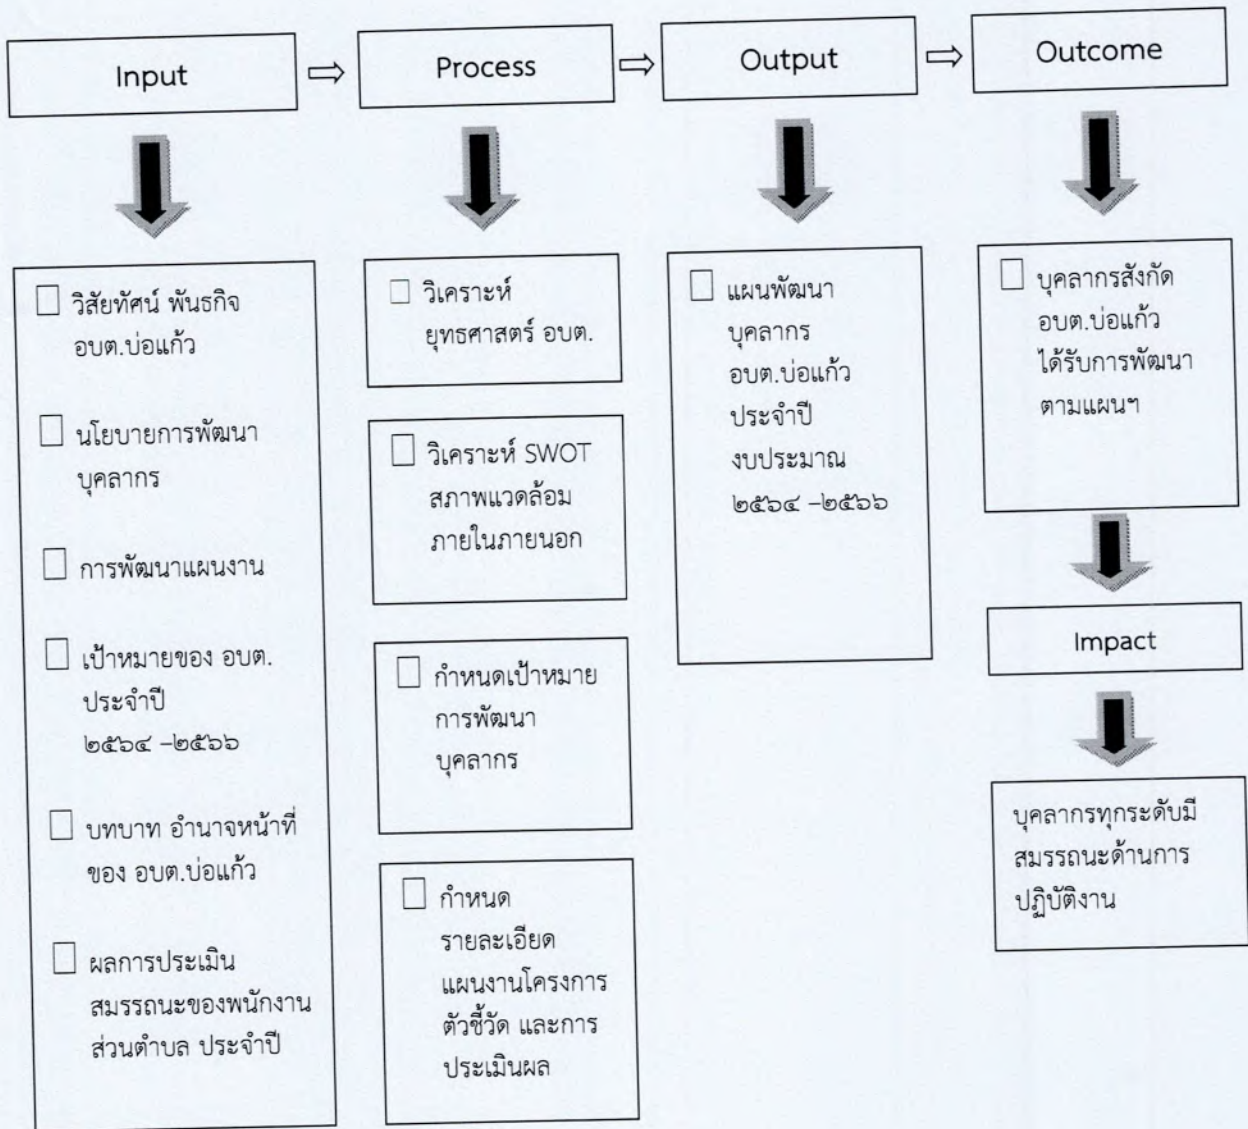 Input
Process
Output
Outcome
วิสัยทัศน์ พันธกิจ
อบต.บ่อแก้ว
นโยบายการพัฒนา
บุคลากร
การพัฒนาแผนงาน
เป้าหมายของ อบต.
ประจำปี
๒๕๖๔ –๒๕๖๖
บทบาท อำนาจหน้าที่
ของ อบต.บ่อแก้ว
ผลการประเมิน
สมรรถนะของพนักงาน
ส่วนตำบล ประจำปี
วิเคราะห์
ยุทธศาสตร์ อบต.
วิเคราะห์ SWOT
สภาพแวดล้อม
ภายในภายนอก
กำหนดเป้าหมาย
การพัฒนา
บุคลากร
กำหนด
รายละเอียด
แผนงานโครงการ
ตัวชี้วัด และการ
ประเมินผล
แผนพัฒนา
บุคลากร
อบต.บ่อแก้ว
ประจำปี
งบประมาณ
๒๕๖๔ –๒๕๖๖
บุคลากรสังกัด
อบต.บ่อแก้ว
ได้รับการพัฒนา
ตามแผนฯ
Impact
บุคลากรทุกระดับมี
สมรรถนะด้านการ
ปฏิบัติงาน